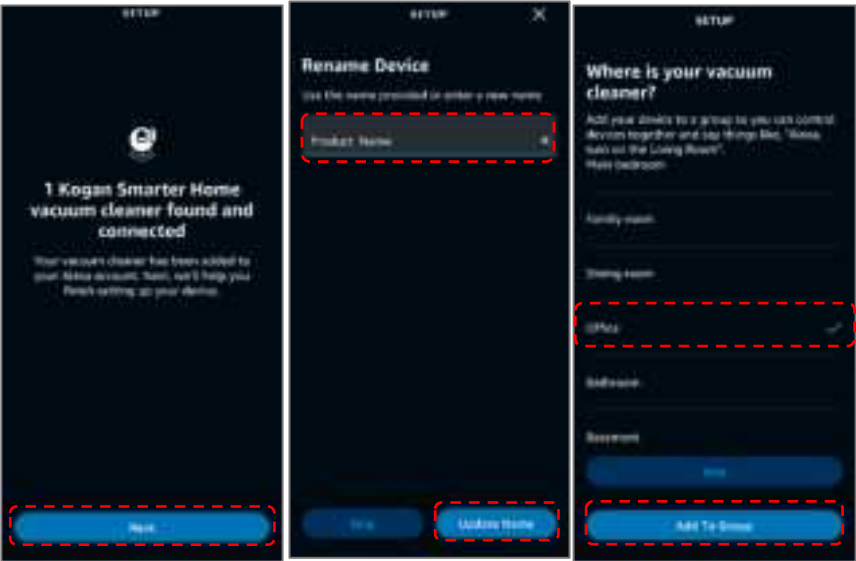 SETUP
1 Kogan Smarter Home
vacuum cleaner found and
connected
Your vacuum cleaner has been added to
your Alexa account. Next, we'll help you
finish setting up your device.
Next
SETUP
Rename Device
Use the name provided or enter a new name
Product Name
Skip
Update Name
SETUP
Where is your vacuum
cleaner?
Add your device to a group so you can control
devices together and say things like, "Alexa,
turn on the Living Room".
Main bedroom
Family room
Dining room
Office
Bedroom
Basement
Skip
Add To Group